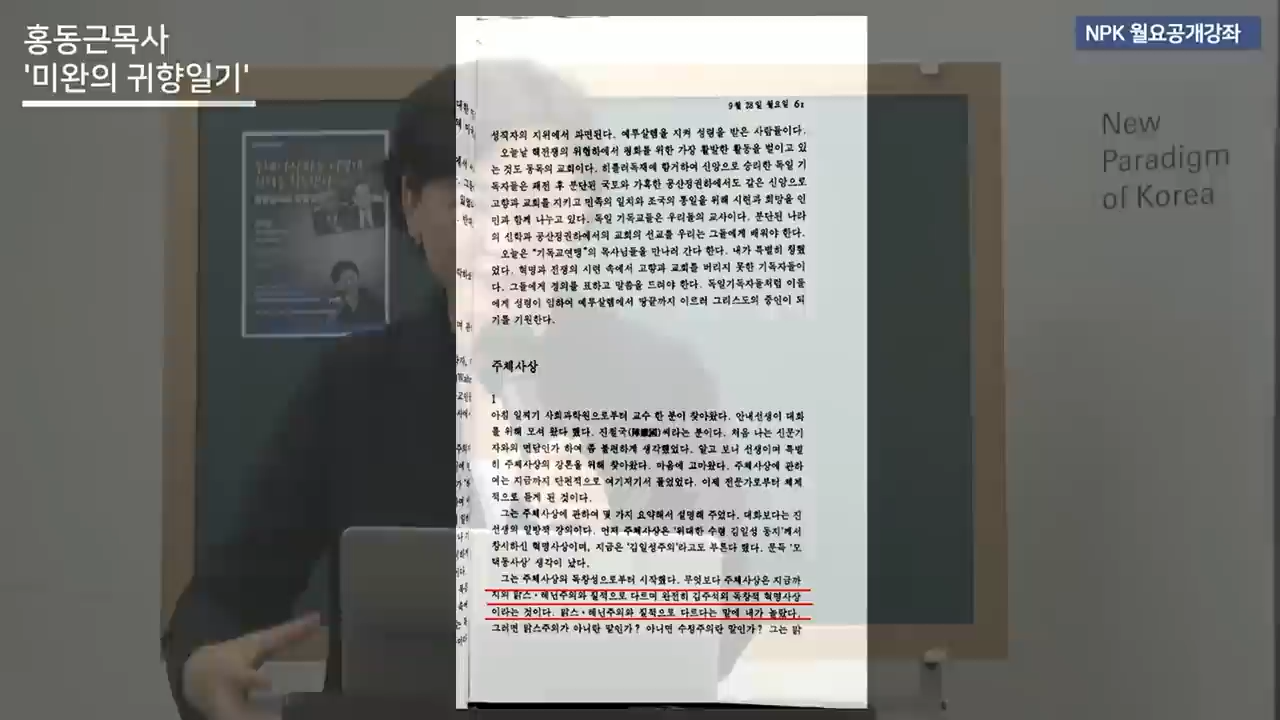 홍동근목사
'미완의 귀향일기'
NPK 월요공개강좌
New
Paradigm
of Korea
9월 28일 월요일 61
성직자의 지위에서 파면된다. 예루살렘을 지켜 성령을 받은 사람들이다.
오늘날 핵전쟁의 위협하에서 평화를 위한 가장 활발한 활동을 벌이고 있
는 것도 동독의 교회이다. 히틀러독재에 항거하여 신앙으로 승리한 독일 기
독자들은 패전 후 분단된 국토와 가혹한 공산정권하에서도 같은 신앙으로
고향과 교회를 지키고 민족의 일치와 조국의 통일을 위해 시련과 희망을 인
민과 함께 나누고 있다. 독일 기독교들은 우리들의 교사이다. 분단된 나라
의 신학과 공산정권하에서의 교회의 선교를 우리는 그들에게 배워야 한다.
오늘은 "기독교연맹"의 목사님들을 만나러 간다 한다. 내가 특별히 청했
었다. 혁명과 전쟁의 시련 속에서 고향과 교회를 버리지 못한 기독자들이
다. 그들에게 경의를 표하고 말씀을 드려야 한다. 독일기독자들처럼 이들
에게 성령이 임하여 예루살렘에서 땅끝까지 이르러 그리스도의 증인이 되
기를 기원한다.
주체사상
1
아침 일찌기 사회과학원으로부터 교수 한 분이 찾아왔다. 안내선생이 대화
를 위해 모셔 왔다 했다. 진철국 씨라는 분이다. 처음 나는 신문기
자와의 면담인가 하여 좀 불편하게 생각했었다. 알고 보니 선생이며 특별
히 주체사상의 강론을 위해 찾아왔다. 마음에 고마왔다. 주체사상에 관하
여는 지금까지 단편적으로 여기저기서 풀었었다. 이제 전문가로부터 체계
적으로 듣게 된 것이다.
그는 주체사상에 관하여 몇 가지 요약해서 설명해 주었다. 대화보다는 진
선생의 일방적 강의이다. 먼저 주체사상은 '위대한 수령 김일성 동지'께서
창시하신 혁명사상이며, 지금은 '김일성주의'라고도 부른다 했다. 문득 '모
택동사상' 생각이 났다.
그는 주체사상의 독창성으로부터 시작했다. 무엇보다 주체사상은 지금까
지의 맑스·레닌주의와 질적으로 다르며 완전히 김주석의 독창적 혁명사상
이라는 것이다. 맑스·레닌주의와 질적으로 다르다는 말에 내가 놀랐다.
그러면 맑스주의가 아니란 말인가? 아니면 수정주의란 말인가? 그는 맑